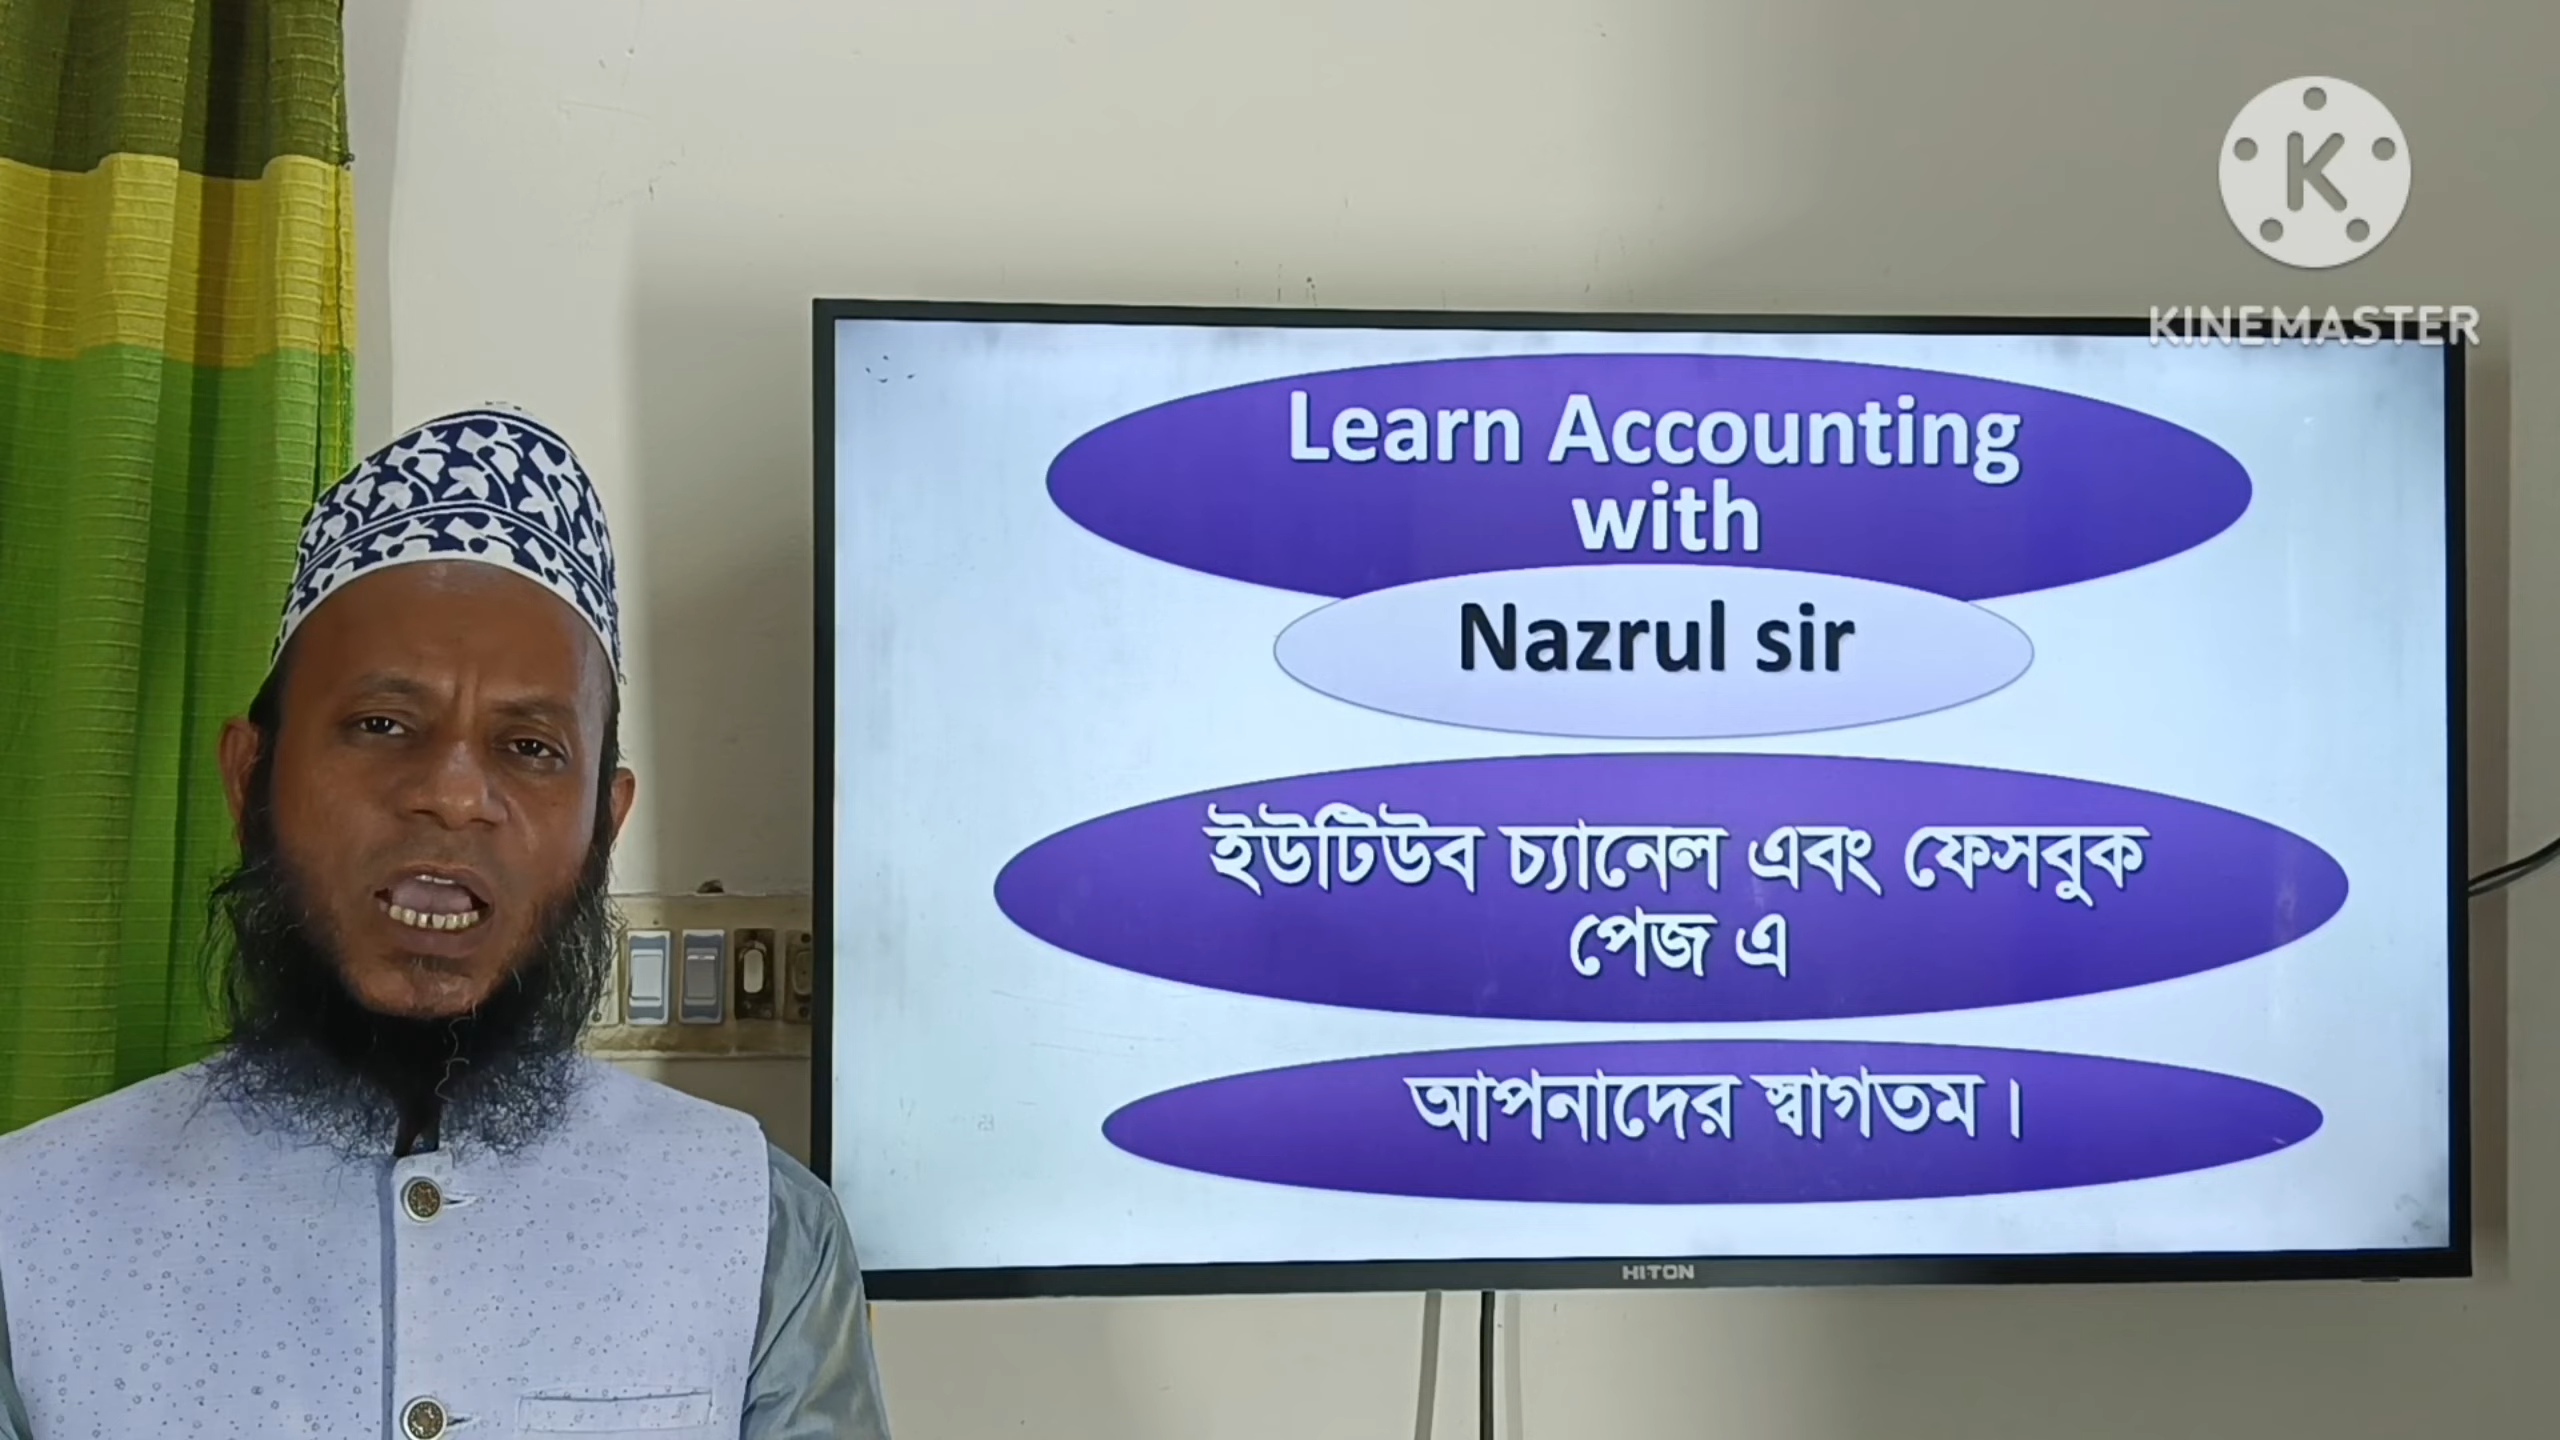 K
KINEMASTER
Learn Accounting
with
Nazrul sir
ইউটিউব চ্যানেল এবং ফেসবুক
পেজ এ
আপনাদের স্বাগতম।
HITON